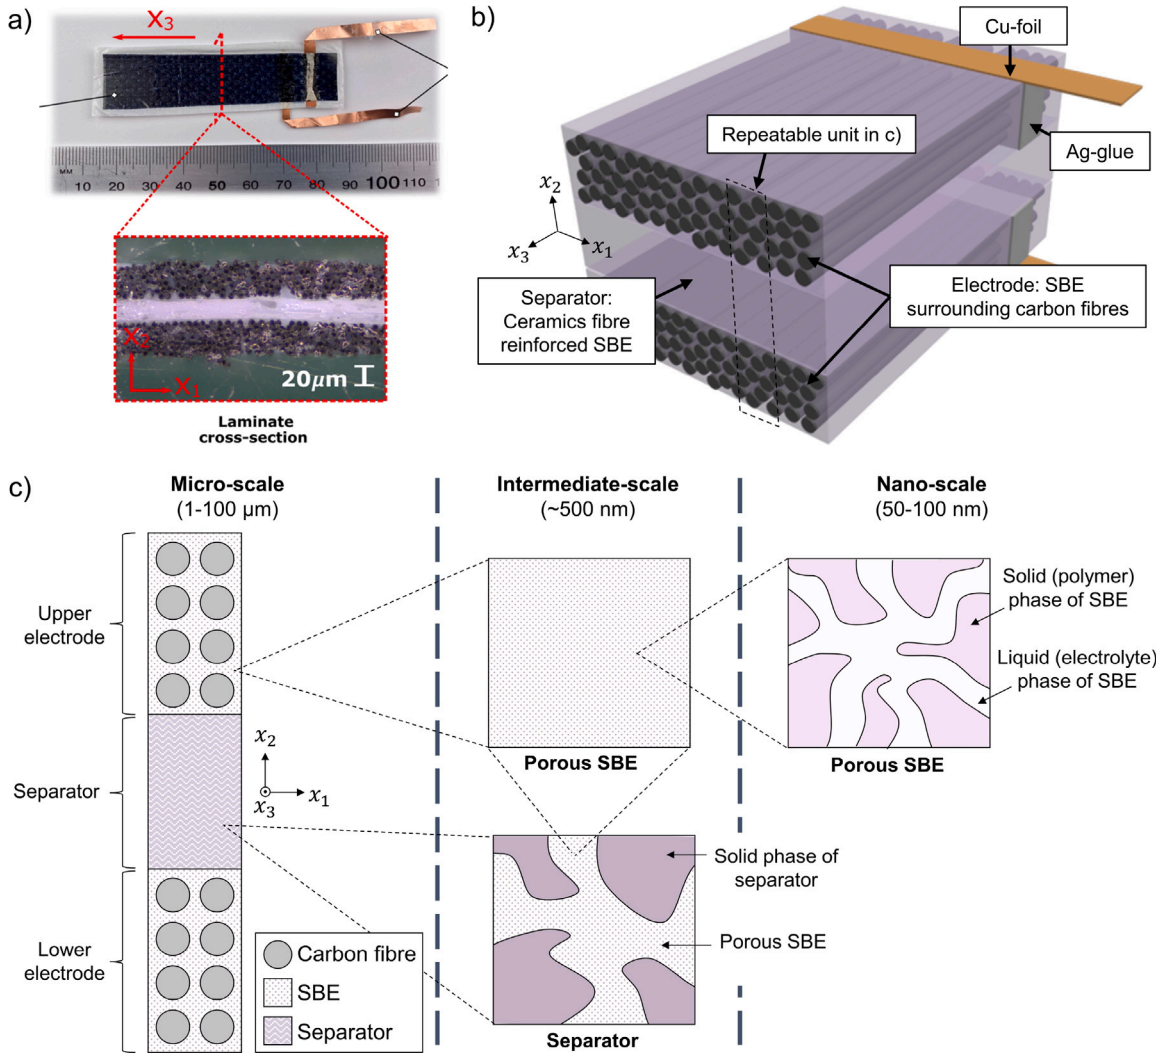 a)
X3
MM
10 20 30 40 50 60 70 80 90 100 110
X2
X1
20μm
Laminate
cross-section
b)
Cu-foil
Repeatable unit in c)
Ag-glue
x2
x3
x1
Separator:
Ceramics fibre
reinforced SBE
Electrode: SBE
surrounding carbon fibres
c)
Micro-scale
(1-100 μm)
Intermediate-scale
(~500 nm)
Nano-scale
(50-100 nm)
Upper
electrode
Separator
Lower
electrode
x2
x1
x3
Carbon fibre
SBE
Separator
Porous SBE
Solid (polymer)
phase of SBE
Liquid (electrolyte)
phase of SBE
Porous SBE
Solid phase of
separator
Porous SBE
Separator